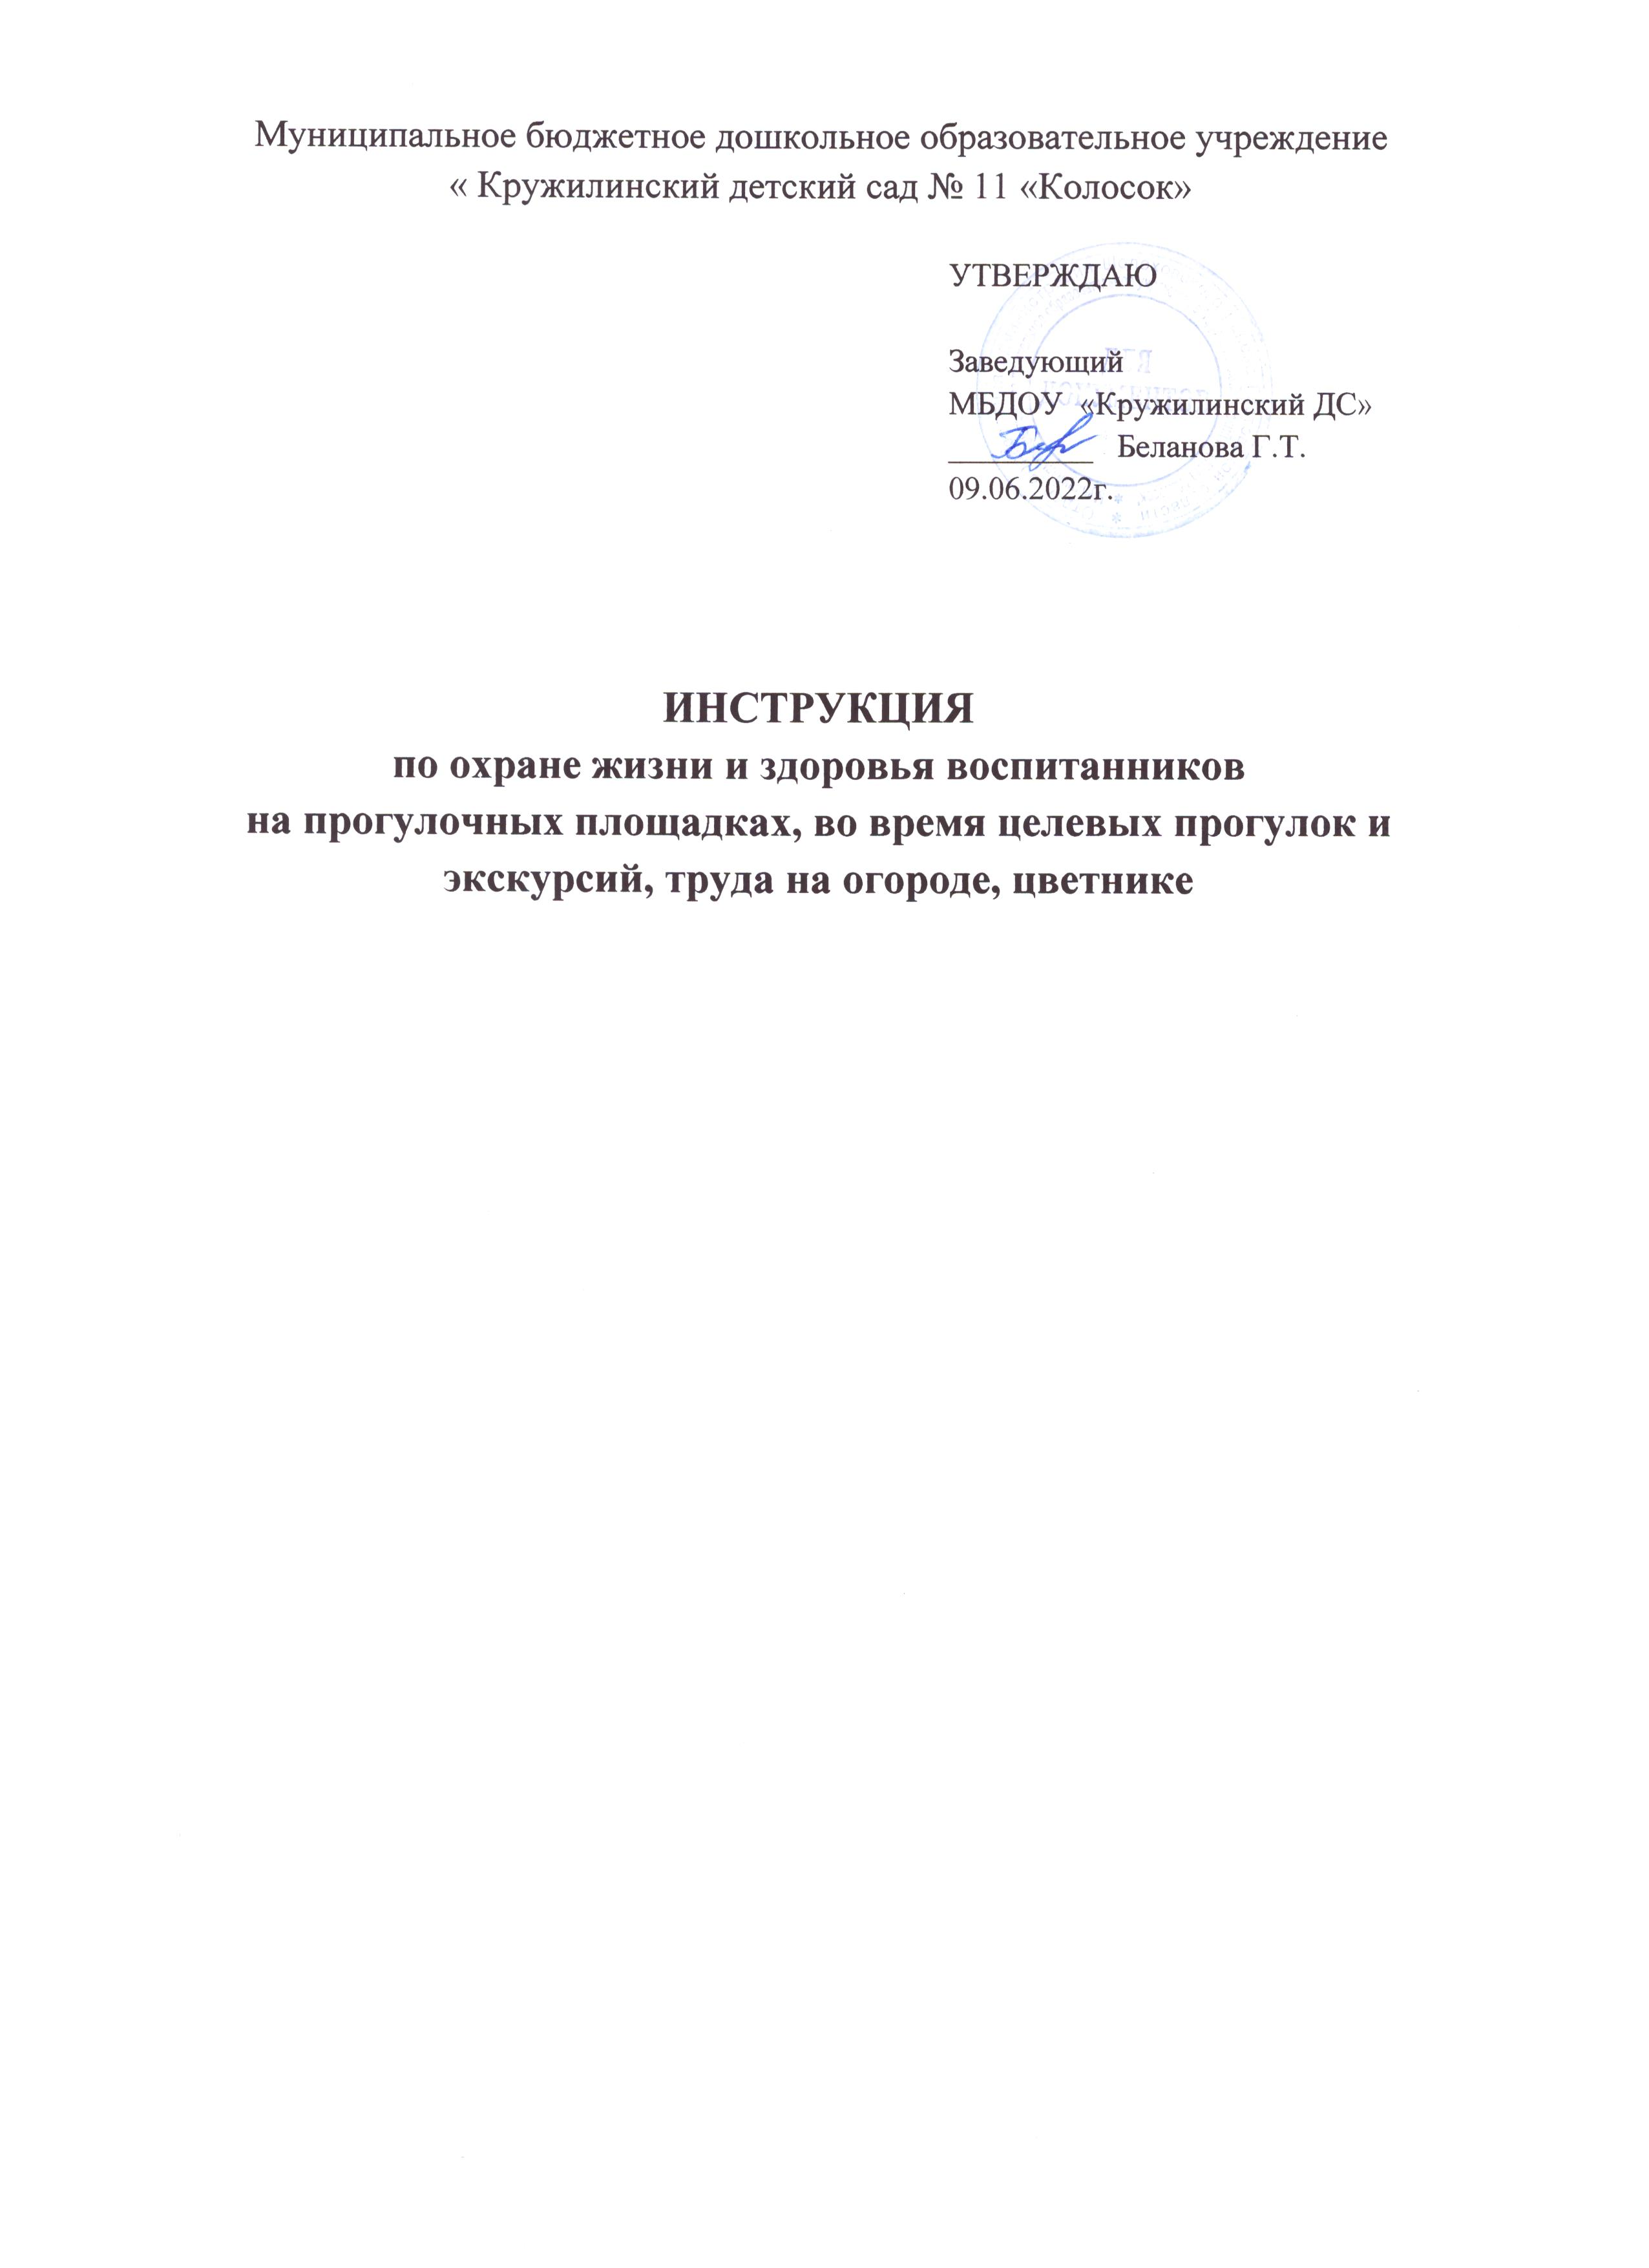 Муниципальное бюджетное дошкольное образовательное учреждение
« Кружилинский детский сад № 11 «Колосок»
УТВЕРЖДАЮ
Заведующий
МБДОУ «Кружилинский ДС»
_________ Беланова Г.Т.
09.06.2022г.
ИНСТРУКЦИЯ
по охране жизни и здоровья воспитанников
на прогулочных площадках, во время целевых прогулок и
экскурсий, труда на огороде, цветнике